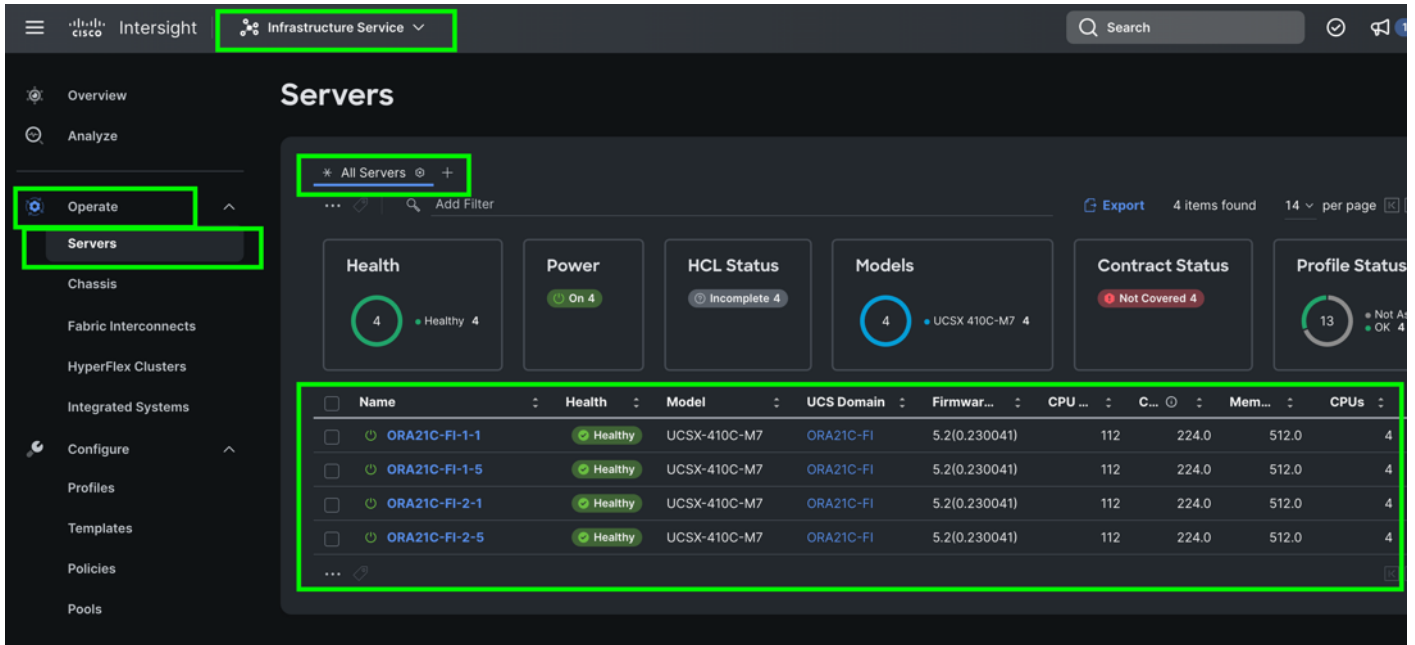 cisco Intersight Infrastructure Service Search 1
Overview
Analyze
Operate
Servers
Chassis
Fabric Interconnects
HyperFlex Clusters
Integrated Systems
Configure
Profiles
Templates
Policies
Pools
Servers
All Servers +
... Add Filter Export 4 items found 14 per page
Health
4 Healthy 4
Power
On 4
HCL Status
Incomplete 4
Models
4 UCSX 410C-M7 4
Contract Status
Not Covered 4
Profile Status
13 Not As
OK 4
Name Health Model UCS Domain Firmwar... CPU ... C... Mem... CPUs
ORA21C-FI-1-1 Healthy UCSX-410C-M7 ORA21C-FI 5.2(0.230041) 112 224.0 512.0 4
ORA21C-FI-1-5 Healthy UCSX-410C-M7 ORA21C-FI 5.2(0.230041) 112 224.0 512.0 4
ORA21C-FI-2-1 Healthy UCSX-410C-M7 ORA21C-FI 5.2(0.230041) 112 224.0 512.0 4
ORA21C-FI-2-5 Healthy UCSX-410C-M7 ORA21C-FI 5.2(0.230041) 112 224.0 512.0 4
...